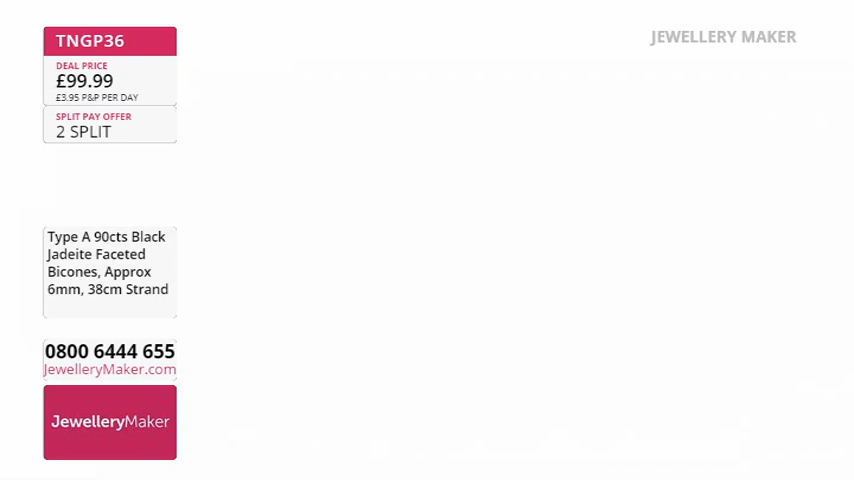 TNGP36
JEWELLERY MAKER
DEAL PRICE
£99.99
£3.95 P&P PER DAY
SPLIT PAY OFFER
2 SPLIT
Type A 90cts Black
Jadeite Faceted
Bicones, Approx
6mm, 38cm Strand
0800 6444 655
JewelleryMaker.com
JewelleryMaker